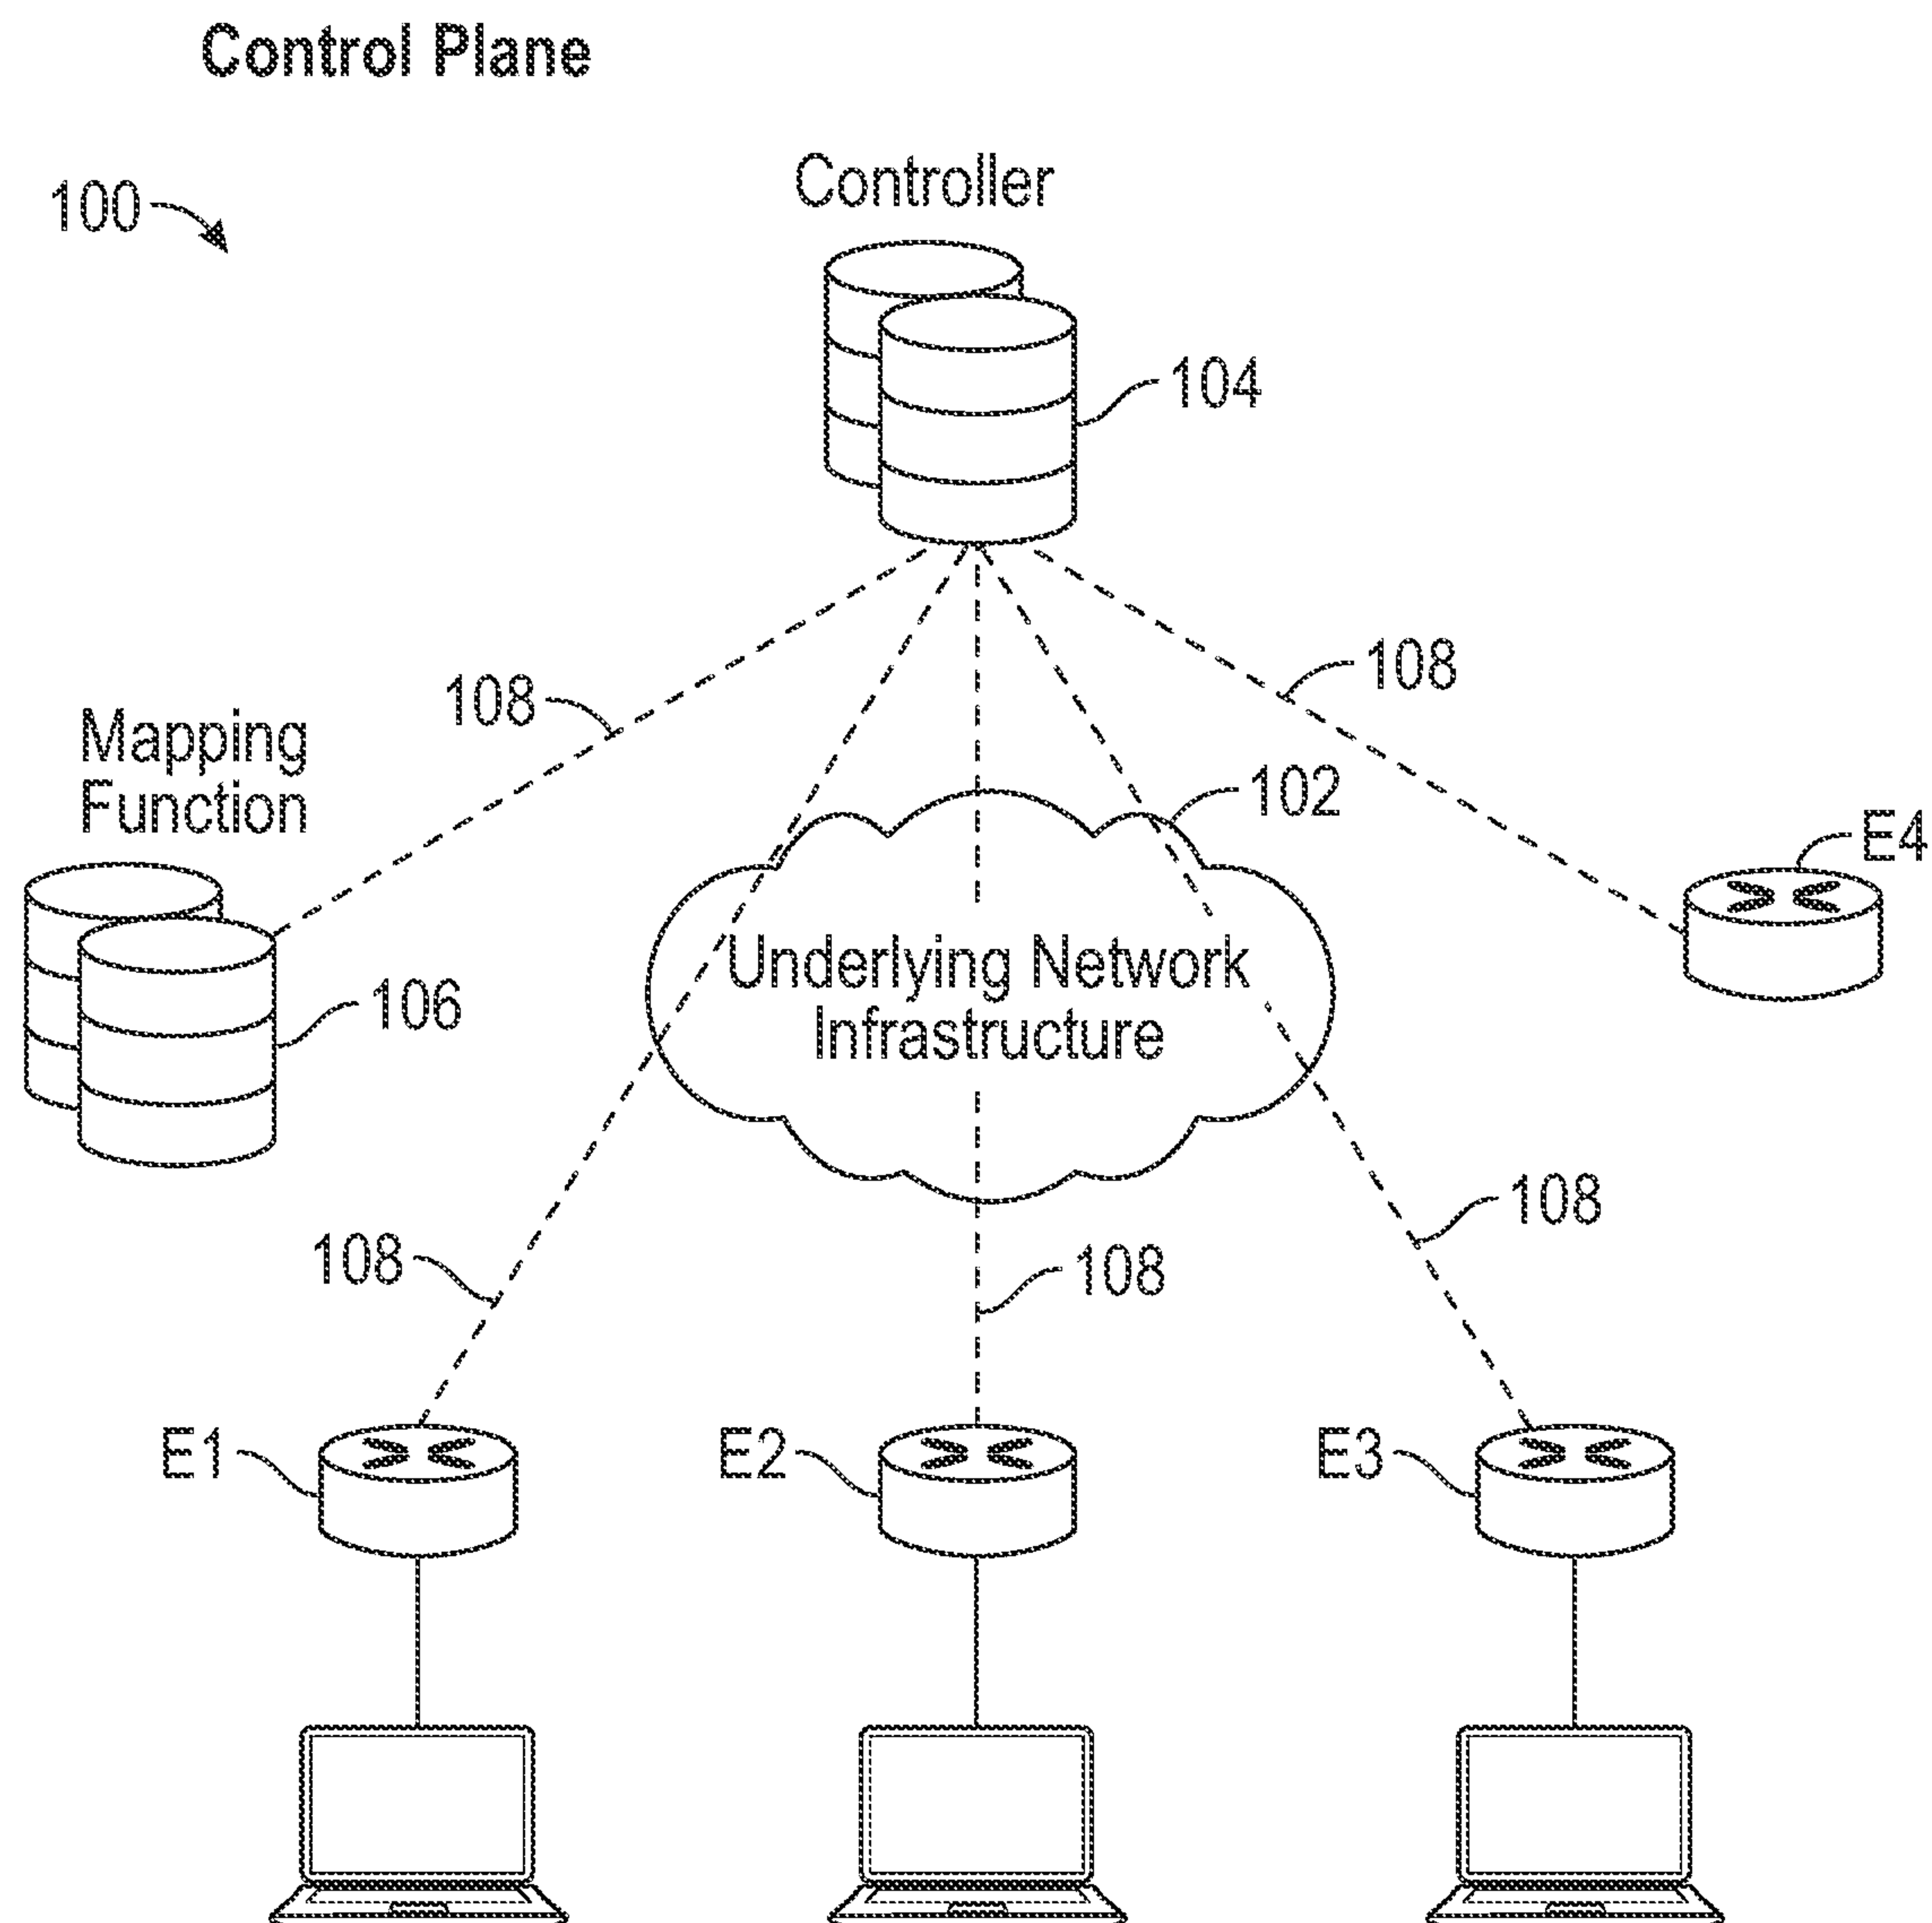 Control Plane
100
Controller
104
108
108
Mapping
Function
102
E4
Underlying Network
Infrastructure
106
108
108
108
E1
E2
E3